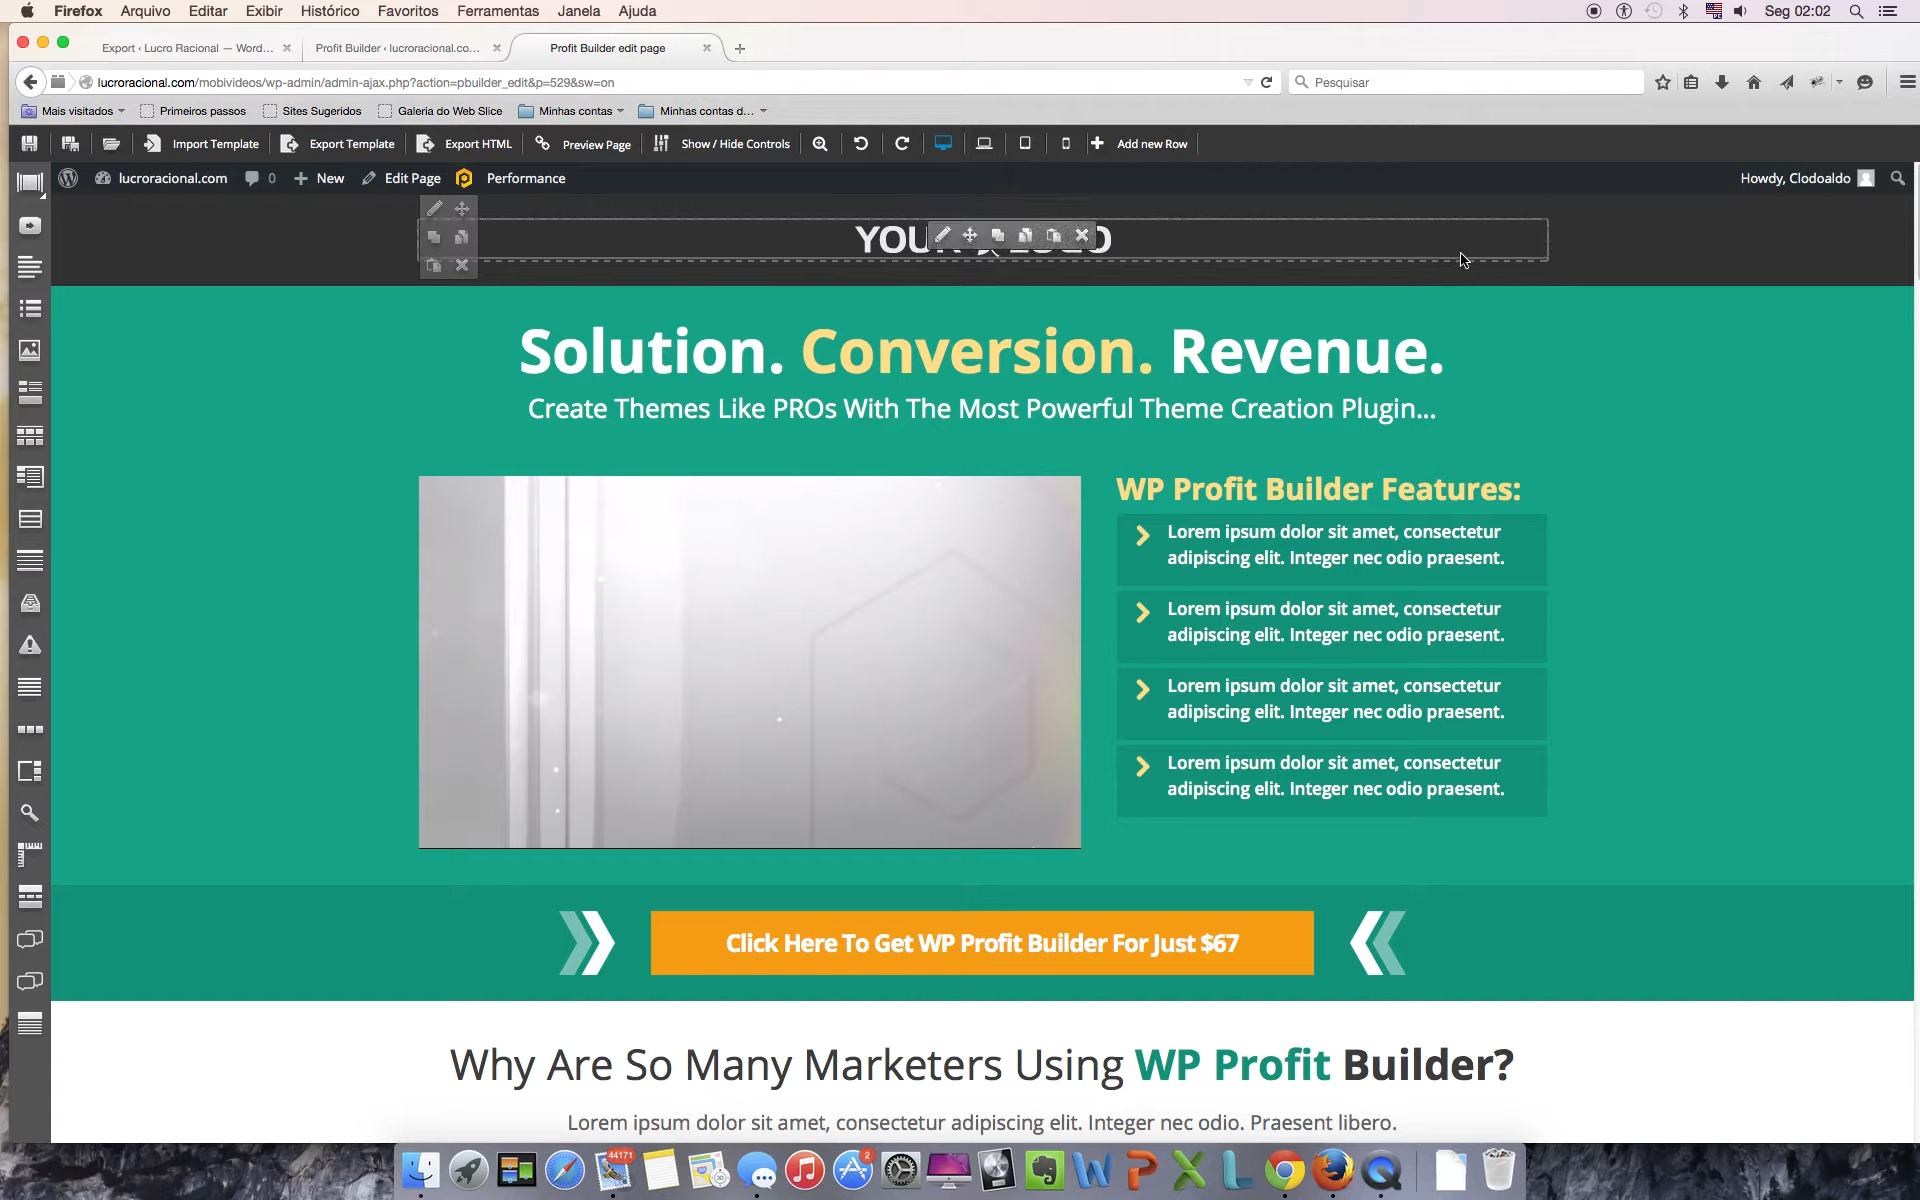 Firefox Arquivo Editar Exibir Histórico Favoritos Ferramentas Janela Ajuda Seg 02:02
Export ‹ Lucro Racional — Word... Profit Builder ‹ lucroracional.co... Profit Builder edit page
lucroracional.com/mobivideos/wp-admin/admin-ajax.php?action=pbuilder_edit&p=529&sw=on Pesquisar
Mais visitados Primeiros passos Sites Sugeridos Galeria do Web Slice Minhas contas Minhas contas d...
Import Template Export Template Export HTML Preview Page Show / Hide Controls Add new Row
lucroracional.com 0 New Edit Page Performance Howdy, Clodoaldo
Solution. Conversion. Revenue.
Create Themes Like PROs With The Most Powerful Theme Creation Plugin...
WP Profit Builder Features:
Lorem ipsum dolor sit amet, consectetur
adipiscing elit. Integer nec odio praesent.
Lorem ipsum dolor sit amet, consectetur
adipiscing elit. Integer nec odio praesent.
Lorem ipsum dolor sit amet, consectetur
adipiscing elit. Integer nec odio praesent.
Lorem ipsum dolor sit amet, consectetur
adipiscing elit. Integer nec odio praesent.
Click Here To Get WP Profit Builder For Just $67
Why Are So Many Marketers Using WP Profit Builder?
Lorem ipsum dolor sit amet, consectetur adipiscing elit. Integer nec odio. Praesent libero.
44171
2